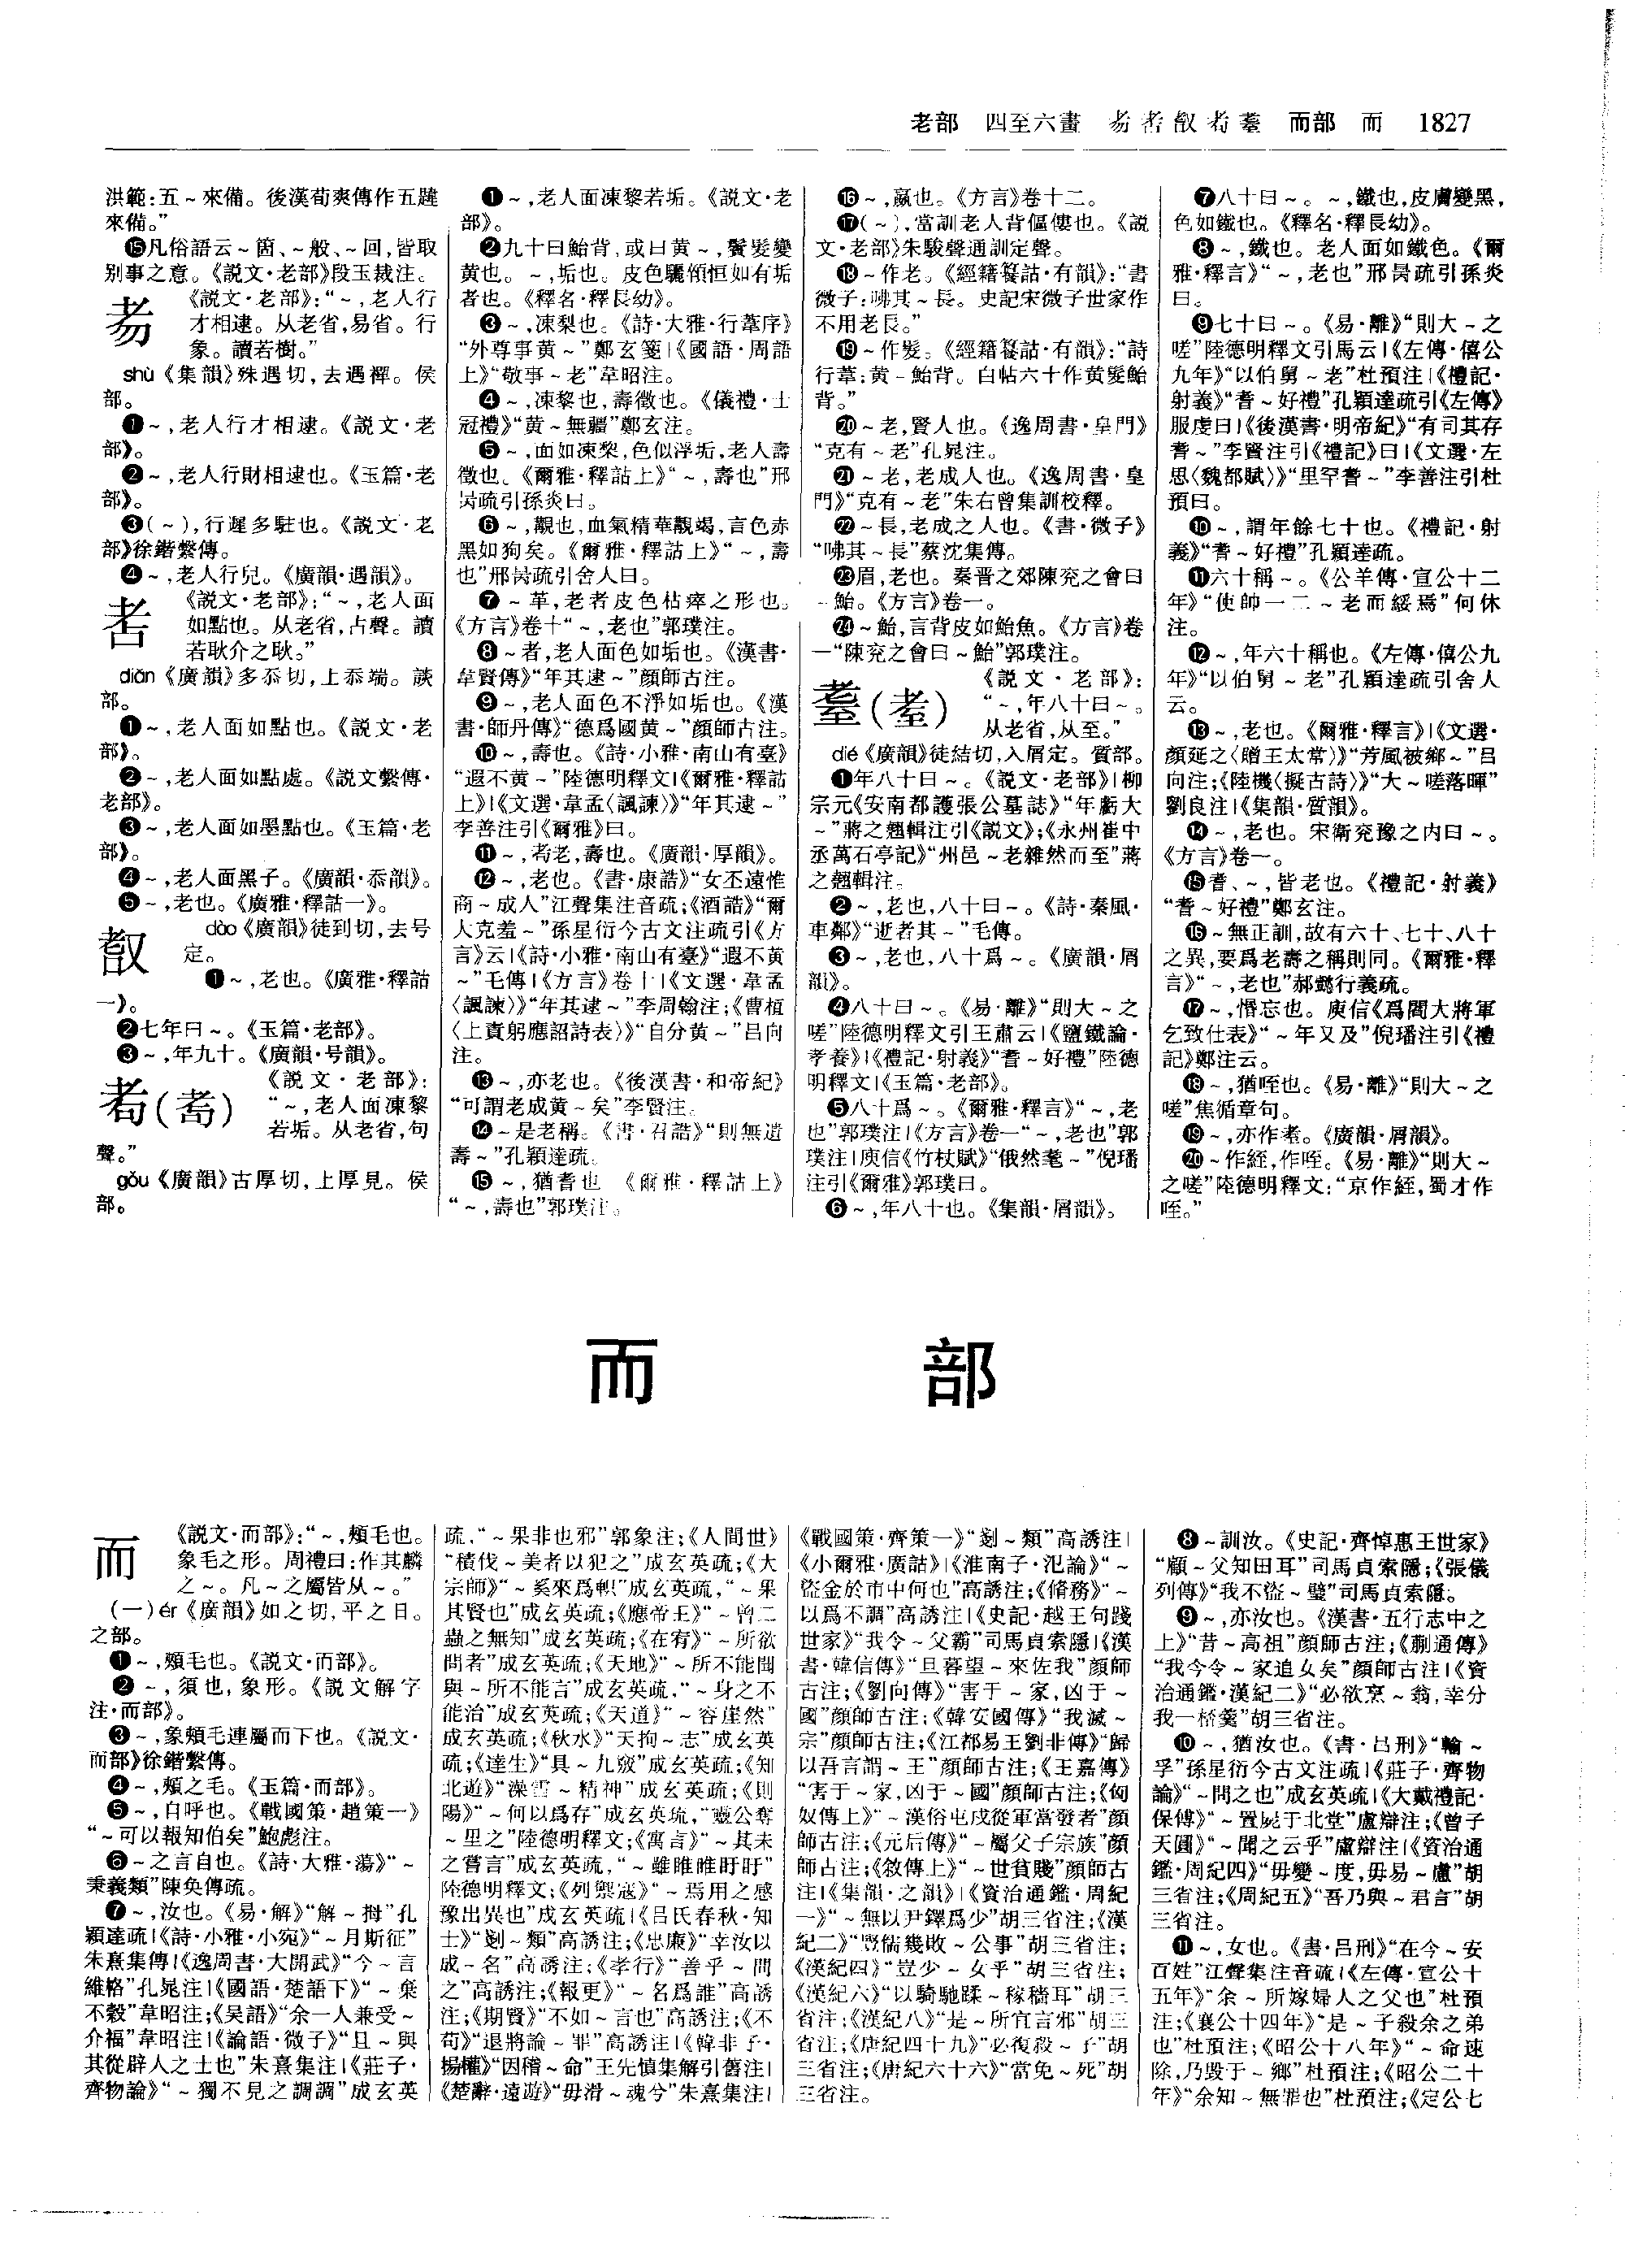 老部 四至六畫 𦒷𦒻𣪘耇耋 而部 而 1827
洪範:五~來備。後漢荀爽傳作五韙
來備。”
⓯凡俗語云~箇、~般、~回,皆取
别事之意。《説文·老部》段玉裁注。
《説文·老部》:“~,老人行
才相逮。从老省,易省。行
象。讀若樹。”
shù《集韻》殊遇切,去遇禪。侯
部。
❶~,老人行才相逮。《説文·老
部》。
❷~,老人行財相逮也。《玉篇·老
部》。
❸(~),行遲多駐也。《説文·老
部》徐鍇繫傳。
❹~,老人行皃。《廣韻·遇韻》。
《説文·老部》:“~,老人面
如點也。从老省,占聲。讀
若耿介之耿。”
diǎn《廣韻》多忝切,上忝端。談
部。
❶~,老人面如點也。《説文·老
部》。
❷~,老人面如點處。《説文繫傳·
老部》。
❸~,老人面如墨點也。《玉篇·老
部》。
❹~,老人面黑子。《廣韻·忝韻》。
❺~,老也。《廣雅·釋詁一》。
dào《廣韻》徒到切,去号
定。
❶~,老也。《廣雅·釋詁
一》。
❷七年曰~。《玉篇·老部》。
❸~,年九十。《廣韻·号韻》。
耇(耈)
《説文·老部》:
“~,老人面凍黎
若垢。从老省,句
聲。”
gǒu《廣韻》古厚切,上厚見。侯
部。
❶~,老人面凍黎若垢。《説文·老
部》。
❷九十曰鮐背,或曰黄~,鬢髮變
黄也。~,垢也。皮色驪頎恒如有垢
者也。《釋名·釋長幼》。
❸~,凍梨也。《詩·大雅·行葦序》
“外尊事黄~”鄭玄箋|《國語·周語
上》“敬事~老”韋昭注。
❹~,凍黎也,壽徵也。《儀禮·士
冠禮》“黄~無疆”鄭玄注。
❺~,面如凍梨,色似浮垢,老人壽
徵也。《爾雅·釋詁上》“~,壽也”邢
昺疏引孫炎曰。
❻~,覯也,血氣精華覯竭,言色赤
黑如狗矣。《爾雅·釋詁上》“~,壽
也”邢昺疏引舍人曰。
❼~革,老者皮色枯瘁之形也。
《方言》卷十“~,老也”郭璞注。
❽~者,老人面色如垢也。《漢書·
韋賢傳》“年其逮~”顔師古注。
❾~,老人面色不淨如垢也。《漢
書·師丹傳》“德爲國黄~”顔師古注。
❿~,壽也。《詩·小雅·南山有臺》
“遐不黄~”陸德明釋文|《爾雅·釋詁
上》|《文選·韋孟〈諷諫〉》“年其逮~”
李善注引《爾雅》曰。
⓫~,耇老,壽也。《廣韻·厚韻》。
⓬~,老也。《書·康誥》“女丕遠惟
商~成人”江聲集注音疏;《酒誥》“爾
大克羞~”孫星衍今古文注疏引《方
言》云|《詩·小雅·南山有臺》“遐不黄
~”毛傳|《方言》卷十|《文選·韋孟
〈諷諫〉》“年其逮~”李周翰注;《曹植
〈上責躬應詔詩表〉》“自分黄~”吕向
注。
⓭~,亦老也。《後漢書·和帝紀》
“可謂老成黄~矣”李賢注。
⓮~是老稱。《書·召誥》“則無遺
壽~”孔穎達疏。
⓯~,猶耆也 《爾雅·釋詁上》
“~,壽也”郭璞注。
⓰~,羸也。《方言》卷十二。
⓱(~),當訓老人背傴僂也。《説
文·老部》朱駿聲通訓定聲。
⓲~作老。《經籍籑詁·有韻》:“書
微子:咈其~長。史記宋微子世家作
不用老長。”
⓳~作髮。《經籍籑詁·有韻》:“詩
行葦:黄~鮐背。白帖六十作黄髮鮐
背。”
⓴~老,賢人也。《逸周書·皇門》
“克有~老”孔晁注。
㉑~老,老成人也。《逸周書·皇
門》“克有~老”朱右曾集訓校釋。
㉒~長,老成之人也。《書·微子》
“咈其~長”蔡沈集傳。
㉓眉,老也。秦晋之郊陳兖之會曰
~鮐。《方言》卷一。
㉔~鮐,言背皮如鮐魚。《方言》卷
一“陳兖之會曰~鮐”郭璞注。
耋(耊)
《説文·老部》:
“~,年八十曰~。
从老省,从至。”
dié《廣韻》徒結切,入屑定。質部。
❶年八十曰~。《説文·老部》|柳
宗元《安南都護張公墓誌》“年虧大
~”蔣之翹輯注引《説文》;《永州崔中
丞萬石亭記》“州邑~老雜然而至”蔣
之翹輯注。
❷~,老也,八十曰~。《詩·秦風·
車鄰》“逝者其~”毛傳。
❸~,老也,八十爲~。《廣韻·屑
韻》。
❹八十曰~。《易·離》“則大~之
嗟”陸德明釋文引王肅云|《鹽鐵論·
孝養》|《禮記·射義》“耆~好禮”陸德
明釋文|《玉篇·老部》。
❺八十爲~。《爾雅·釋言》“~,老
也”郭璞注|《方言》卷一“~,老也”郭
璞注|庾信《竹杖賦》“俄然耄~”倪璠
注引《爾雅》郭璞曰。
❻~,年八十也。《集韻·屑韻》。
❼八十曰~。~,鐵也,皮膚變黑,
色如鐵也。《釋名·釋長幼》。
❽~,鐵也。老人面如鐵色。《爾
雅·釋言》“~,老也”邢昺疏引孫炎
曰。
❾七十曰~。《易·離》“則大~之
嗟”陸德明釋文引馬云|《左傳·僖公
九年》“以伯舅~老”杜預注|《禮記·
射義》“耆~好禮”孔穎達疏引《左傳》
服虔曰|《後漢書·明帝紀》“有司其存
耆~”李賢注引《禮記》曰|《文選·左
思〈魏都賦〉》“里罕耆~”李善注引杜
預曰。
❿~,謂年餘七十也。《禮記·射
義》“耆~好禮”孔穎達疏。
⓫六十稱~。《公羊傳·宣公十二
年》“使帥一二~老而綏焉”何休
注。
⓬~,年六十稱也。《左傳·僖公九
年》“以伯舅~老”孔穎達疏引舍人
云。
⓭~,老也。《爾雅·釋言》|《文選·
顔延之〈贈王太常〉》“芳風被鄉~”吕
向注;《陸機〈擬古詩〉》“大~嗟落暉”
劉良注|《集韻·質韻》。
⓮~,老也。宋衛兖豫之内曰~。
《方言》卷一。
⓯耆、~,皆老也。《禮記·射義》
“耆~好禮”鄭玄注。
⓰~無正訓,故有六十、七十、八十
之異,要爲老壽之稱則同。《爾雅·釋
言》“~,老也”郝懿行義疏。
⓱~,惛忘也。庾信《爲閻大將軍
乞致仕表》“~年又及”倪璠注引《禮
記》鄭注云。
⓲~,猶咥也。《易·離》“則大~之
嗟”焦循章句。
⓳~,亦作耊。《廣韻·屑韻》。
⓴~作絰,作咥。《易·離》“則大~
之嗟”陸德明釋文:“京作絰,蜀才作
咥。”
而 部
而
《説文·而部》:“~,頰毛也。
象毛之形。周禮曰:作其鱗
之~。凡~之屬皆从~。”
(一)ér《廣韻》如之切,平之日。
之部。
❶~,頰毛也。《説文·而部》。
❷~,須也,象形。《説文解字
注·而部》。
❸~,象頰毛連屬而下也。《説文·
而部》徐鍇繫傳。
❹~,頰之毛。《玉篇·而部》。
❺~,自呼也。《戰國策·趙策一》
“~可以報知伯矣”鮑彪注。
❻~之言自也。《詩·大雅·蕩》“~
秉義類”陳奂傳疏。
❼~,汝也。《易·解》“解~拇”孔
穎達疏|《詩·小雅·小宛》“~月斯征”
朱熹集傳|《逸周書·大開武》“今~言
維格”孔晁注|《國語·楚語下》“~棄
不穀”韋昭注;《吴語》“余一人兼受~
介福”韋昭注|《論語·微子》“且~與
其從辟人之士也”朱熹集注|《莊子·
齊物論》“~獨不見之調調”成玄英
疏,“~果非也邪”郭象注;《人間世》
“積伐~美者以犯之”成玄英疏;《大
宗師》“~奚來爲軹”成玄英疏,“~果
其賢也”成玄英疏;《應帝王》“~曾二
蟲之無知”成玄英疏;《在宥》“~所欲
問者”成玄英疏;《天地》“~所不能聞
與~所不能言”成玄英疏,“~身之不
能治”成玄英疏;《天道》“~容崖然”
成玄英疏;《秋水》“无拘~志”成玄英
疏;《達生》“具~九竅”成玄英疏;《知
北遊》“澡雪~精神”成玄英疏;《則
陽》“~何以爲存”成玄英疏,“靈公奪
~里之”陸德明釋文;《寓言》“~其未
之嘗言”成玄英疏,“~雖睢睢盱盱”
陸德明釋文;《列禦寇》“~焉用之感
豫出異也”成玄英疏|《吕氏春秋·知
士》“剗~類”高誘注;《忠廉》“幸汝以
成~名”高誘注;《孝行》“善乎~問
之”高誘注;《報更》“~名爲誰”高誘
注;《期賢》“不如~言也”高誘注;《不
苟》“退將論~罪”高誘注|《韓非子·
揚權》“因稽~命”王先慎集解引舊注|
《楚辭·遠遊》“毋滑~魂兮”朱熹集注|
《戰國策·齊策一》“剗~類”高誘注|
《小爾雅·廣詁》|《淮南子·氾論》“~
盜金於市中何也”高誘注;《脩務》“~
以爲不調”高誘注|《史記·越王句踐
世家》“我令~父霸”司馬貞索隱|《漢
書·韓信傳》“旦暮望~來佐我”顔師
古注;《劉向傳》“害于~家,凶于~
國”顔師古注;《韓安國傳》“我滅~
宗”顔師古注;《江都易王劉非傳》“歸
以吾言謂~王”顔師古注;《王嘉傳》
“害于~家,凶于~國”顔師古注;《匈
奴傳上》“~漢俗屯戍從軍當發者”顔
師古注;《元后傳》“~屬父子宗族”顔
師古注;《敘傳上》“~世貧賤”顔師古
注|《集韻·之韻》|《資治通鑑·周紀
一》“~無以尹鐸爲少”胡三省注;《漢
紀二》“豎儒幾敗~公事”胡三省注;
《漢紀四》“豈少~女乎”胡三省注;
《漢紀六》“以騎馳蹂~稼穡耳”胡三
省注;《漢紀八》“是~所宜言邪”胡三
省注;《唐紀四十九》“必復殺~子”胡
三省注;《唐紀六十六》“當免~死”胡
三省注。
❽~訓汝。《史記·齊悼惠王世家》
“顧~父知田耳”司馬貞索隱;《張儀
列傳》“我不盜~璧”司馬貞索隱。
❾~,亦汝也。《漢書·五行志中之
上》“昔~高祖”顔師古注;《蒯通傳》
“我今令~家追女矣”顔師古注|《資
治通鑑·漢紀二》“必欲烹~翁,幸分
我一桮羹”胡三省注。
❿~,猶汝也。《書·吕刑》“輸~
孚”孫星衍今古文注疏|《莊子·齊物
論》“~問之也”成玄英疏|《大戴禮記·
保傅》“~置屍于北堂”盧辯注;《曾子
天圓》“~聞之云乎”盧辯注|《資治通
鑑·周紀四》“毋變~度,毋易~慮”胡
三省注;《周紀五》“吾乃與~君言”胡
三省注。
⓫~,女也。《書·吕刑》“在今~安
百姓”江聲集注音疏|《左傳·宣公十
五年》“余~所嫁婦人之父也”杜預
注;《襄公十四年》“是~子殺余之弟
也”杜預注;《昭公十八年》“~命速
除,乃毁于~鄉”杜預注;《昭公二十
年》“余知~無罪也”杜預注;《定公七